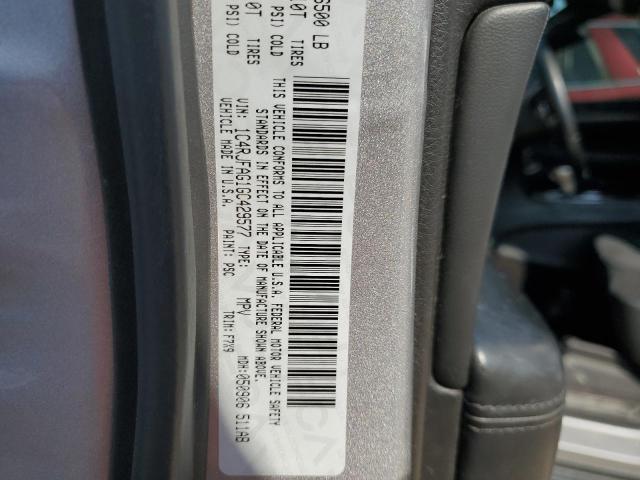 6500 LB
0T TIRES
PSI) COLD
0T TIRES
PSI) COLD
THIS VEHICLE CONFORMS TO ALL APPLICABLE U.S.A. FEDERAL MOTOR VEHICLE SAFETY
STANDARDS IN EFFECT ON THE DATE OF MANUFACTURE SHOWN ABOVE.
VIN: 1C4RJFAG1GC429577 TYPE: MPV MDH:050906 511AB
VEHICLE MADE IN U.S.A. PAINT: PSC TRIM: F7X9